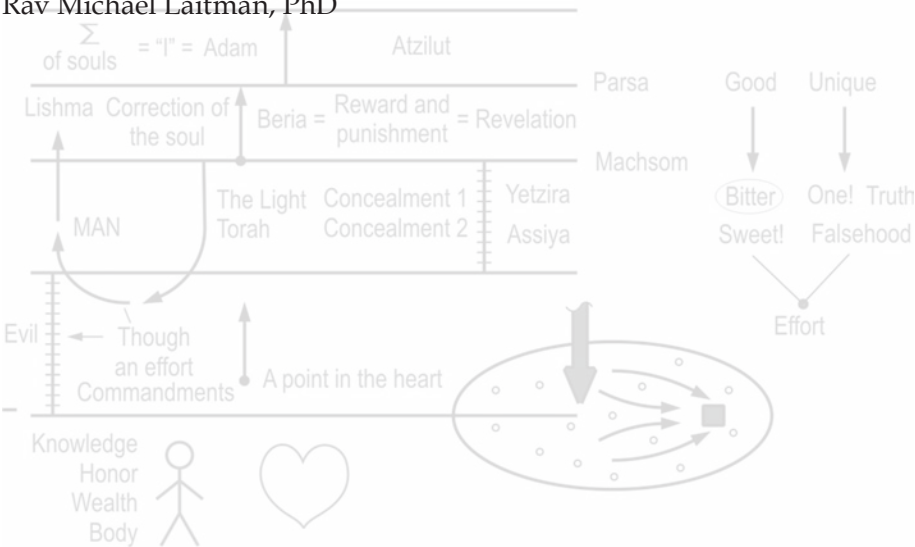 Rav Michael Laitman, PhD
Σ
of souls = "I" = Adam
Atzilut
Parsa
Good Unique
Lishma
Correction of
the soul
Beria =
Reward and
punishment
= Revelation
Machsom
Bitter One! Truth
Sweet! Falsehood
Effort
MAN
The Light
Torah
Concealment 1
Concealment 2
Yetzira
Assiya
Evil
Though
an effort
Commandments
A point in the heart
–
Knowledge
Honor
Wealth
Body